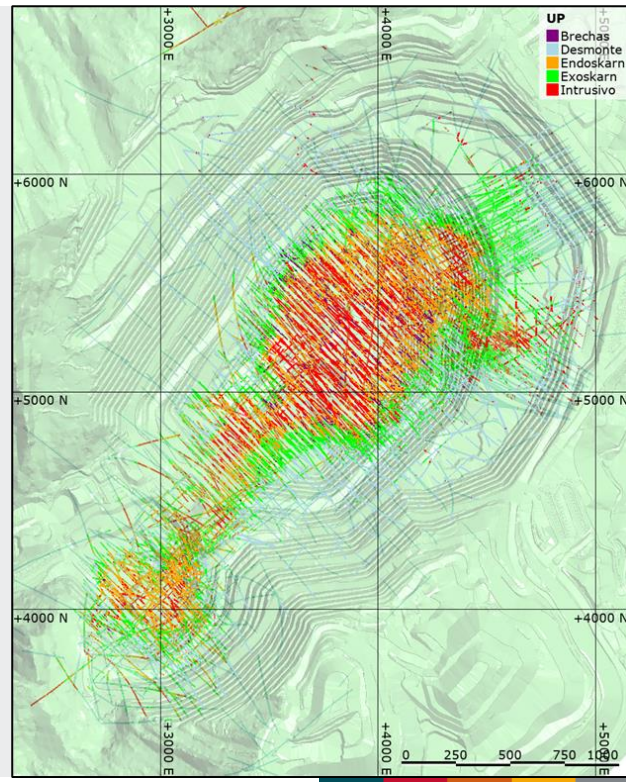 UP
Brechas
Desmonte
Endoskarn
Exoskarn
Intrusivo
+3000 E
+4000 E
+6000 N
+6000 N
+5000 N
+5000 N
+4000 N
+4000 N
+3000 E
+4000 E
0 250 500 750 1000